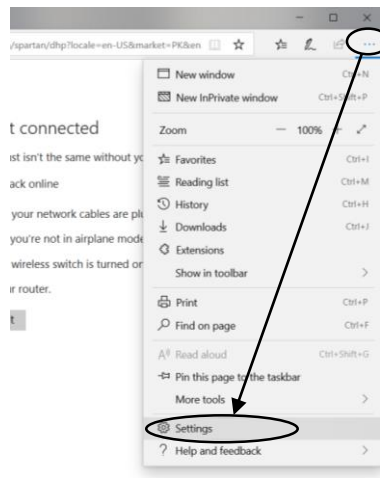 /spartan/dhp?locale=en-US&market=PK&en
New window Ctrl+N
New InPrivate window Ctrl+Shift+P
t connected
Zoom 100%
ist isn't the same without yo
Favorites Ctrl+I
ack online
Reading list Ctrl+M
History Ctrl+H
your network cables are plu
Downloads Ctrl+J
you're not in airplane mode
Extensions
wireless switch is turned on
Show in toolbar
ur router.
Print Ctrl+P
t
Find on page Ctrl+F
Read aloud Ctrl+Shift+G
Pin this page to the taskbar
More tools
Settings
Help and feedback